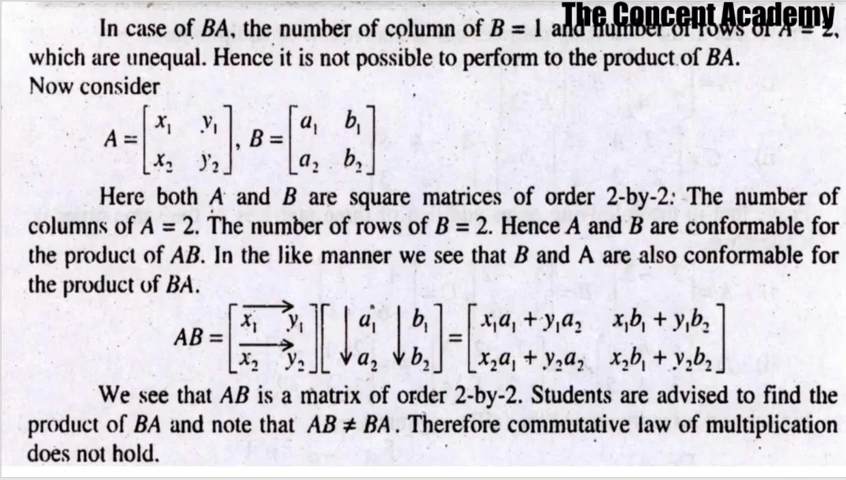 The Concept Academy
In case of BA, the number of column of B = 1 and number of rows of A = 2,
which are unequal. Hence it is not possible to perform to the product of BA.
Now consider
A = [x₁ y₁], B = [a₁ b₁]
[x₂ y₂] [a₂ b₂]
Here both A and B are square matrices of order 2-by-2: The number of
columns of A = 2. The number of rows of B = 2. Hence A and B are conformable for
the product of AB. In the like manner we see that B and A are also conformable for
the product of BA.
AB = [x₁ y₁][a₁ b₁] = [x₁a₁ + y₁a₂ x₁b₁ + y₁b₂]
[x₂ y₂][a₂ b₂] [x₂a₁ + y₂a₂ x₂b₁ + y₂b₂]
We see that AB is a matrix of order 2-by-2. Students are advised to find the
product of BA and note that AB ≠ BA. Therefore commutative law of multiplication
does not hold.